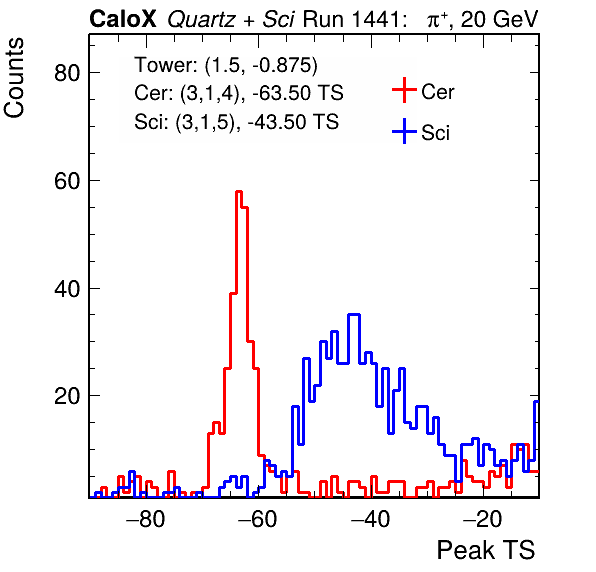 CaloX Quartz + Sci Run 1441: π⁺, 20 GeV
Counts
Tower: (1.5, -0.875)
Cer: (3,1,4), -63.50 TS
Sci: (3,1,5), -43.50 TS
Cer
Sci
80
60
40
20
−80 −60 −40 −20
Peak TS